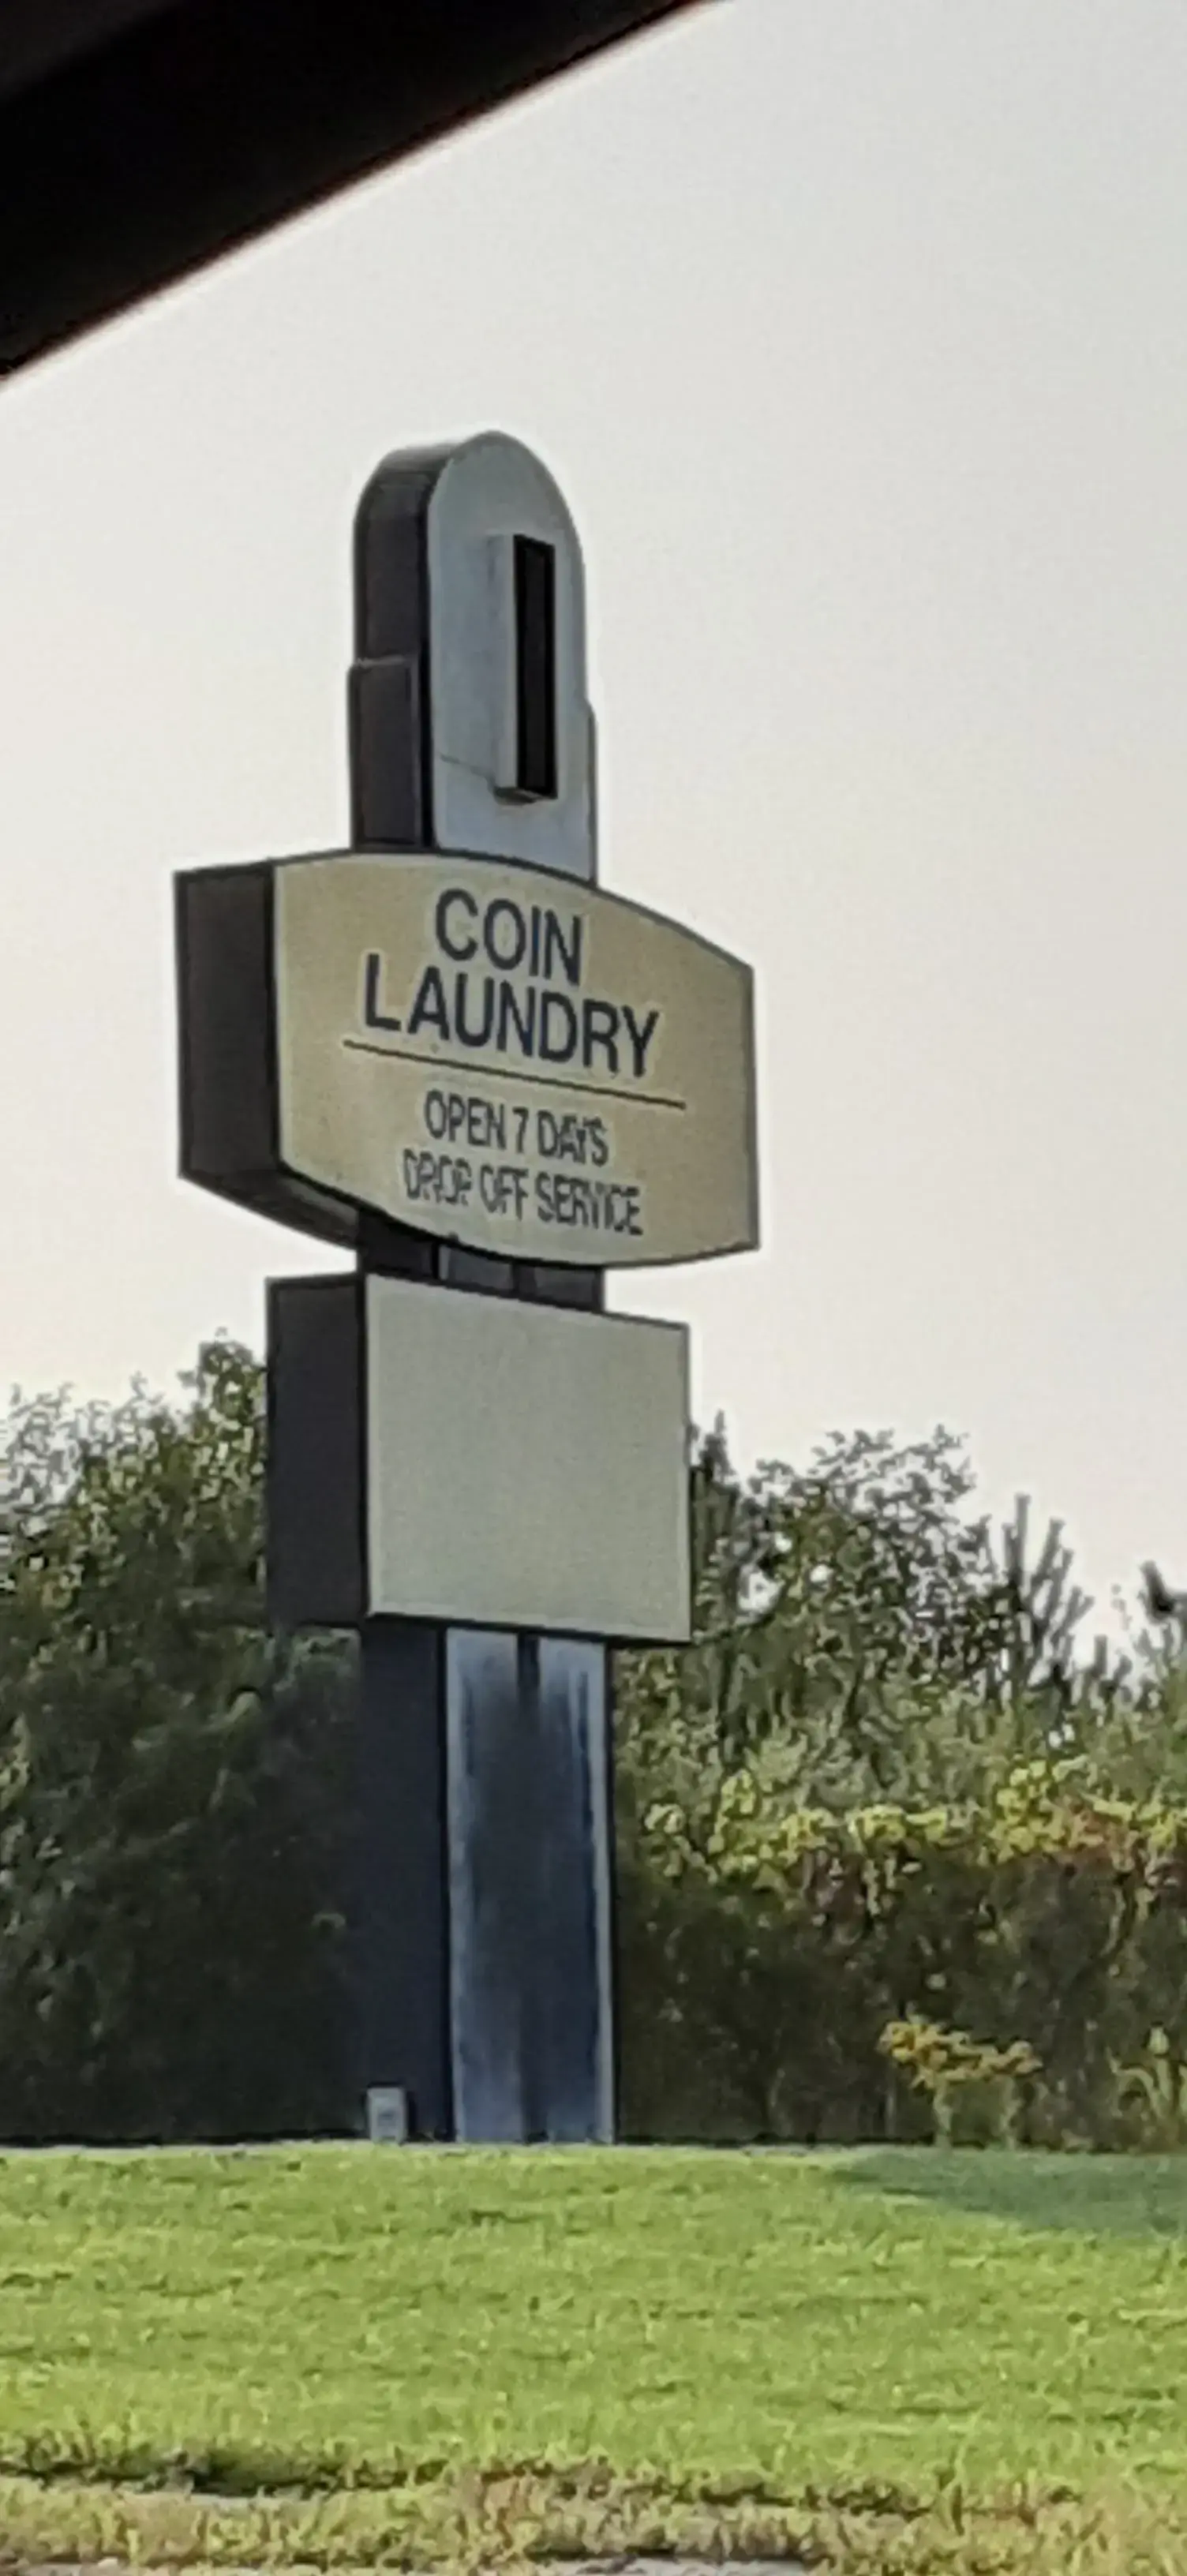 COIN
LAUNDRY
OPEN 7 DAYS
DROP OFF SERVICE